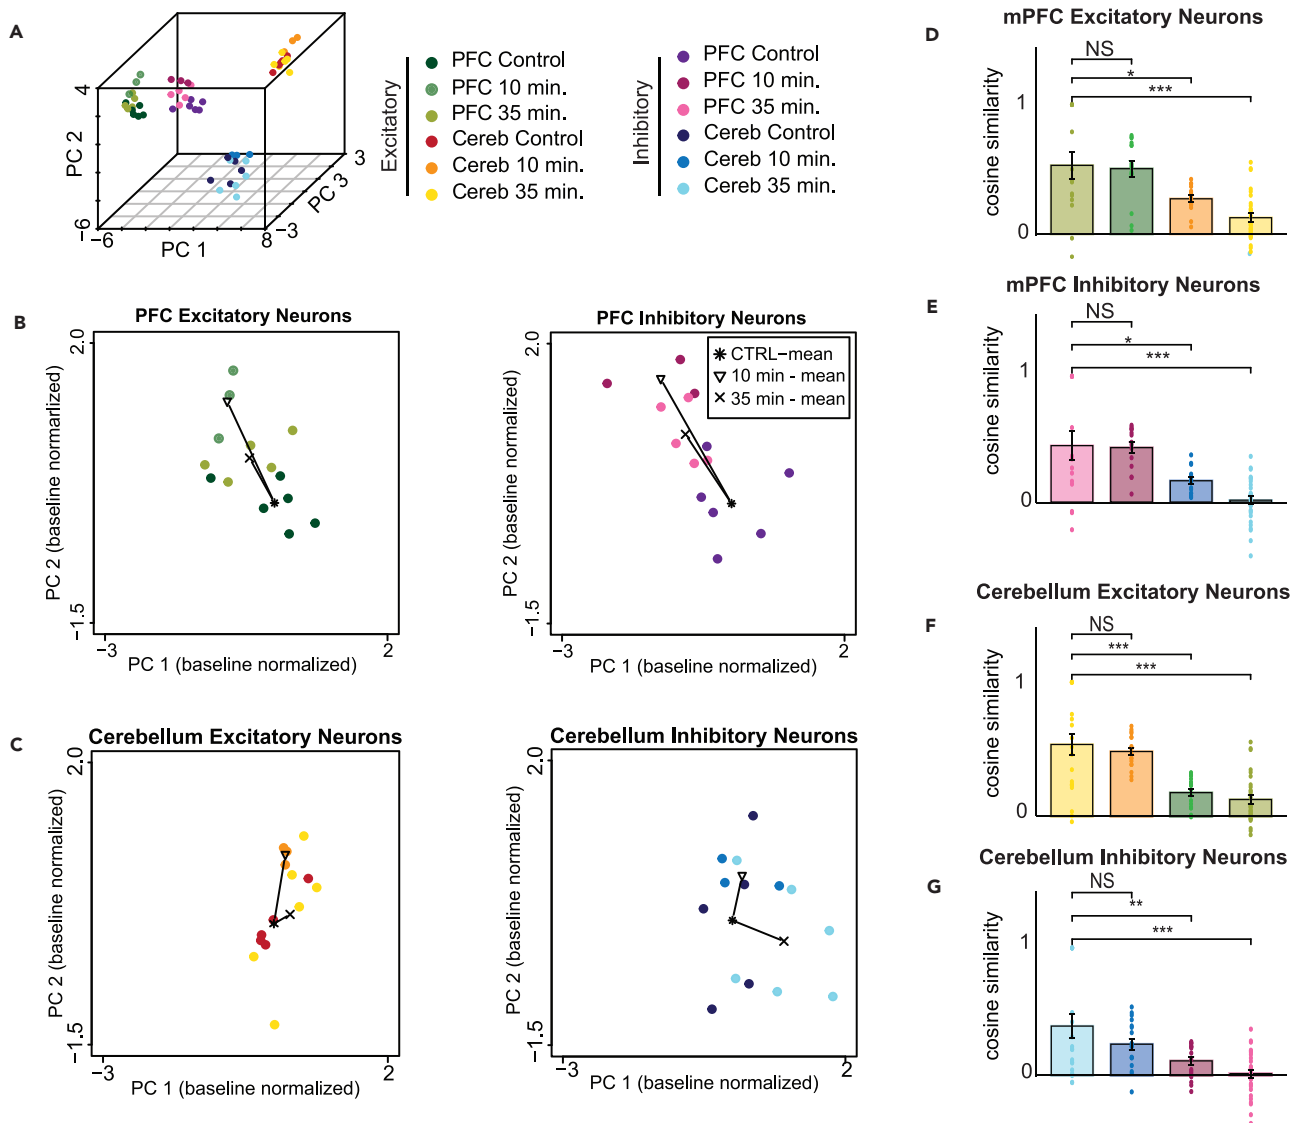 A
4
PC 2
−6
−6
PC 1
8
−3
PC 3
3
Excitatory
PFC Control
PFC 10 min.
PFC 35 min.
Cereb Control
Cereb 10 min.
Cereb 35 min.
Inhibitory
PFC Control
PFC 10 min.
PFC 35 min.
Cereb Control
Cereb 10 min.
Cereb 35 min.
B
PFC Excitatory Neurons
2.0
PC 2 (baseline normarlized)
−1.5
−3
2
PC 1 (baseline normalized)
PFC Inhibitory Neurons
CTRL−mean
10 min - mean
35 min - mean
2.0
PC 2 (baseline normalized)
−1.5
−3
2
PC 1 (baseline normalized)
C
Cerebellum Excitatory Neurons
2.0
PC 2 (baseline normalized)
−1.5
−3
2
PC 1 (baseline normalized)
Cerebellum Inhibitory Neurons
2.0
PC 2 (baseline normalized)
−1.5
−3
2
PC 1 (baseline normalized)
D
mPFC Excitatory Neurons
NS
*
***
1
cosine similarity
0
E
mPFC Inhibitory Neurons
NS
*
***
1
cosine similarity
0
Cerebellum Excitatory Neurons
F
NS
***
***
1
cosine similarity
0
Cerebellum Inhibitory Neurons
G
NS
**
***
1
cosine similarity
0